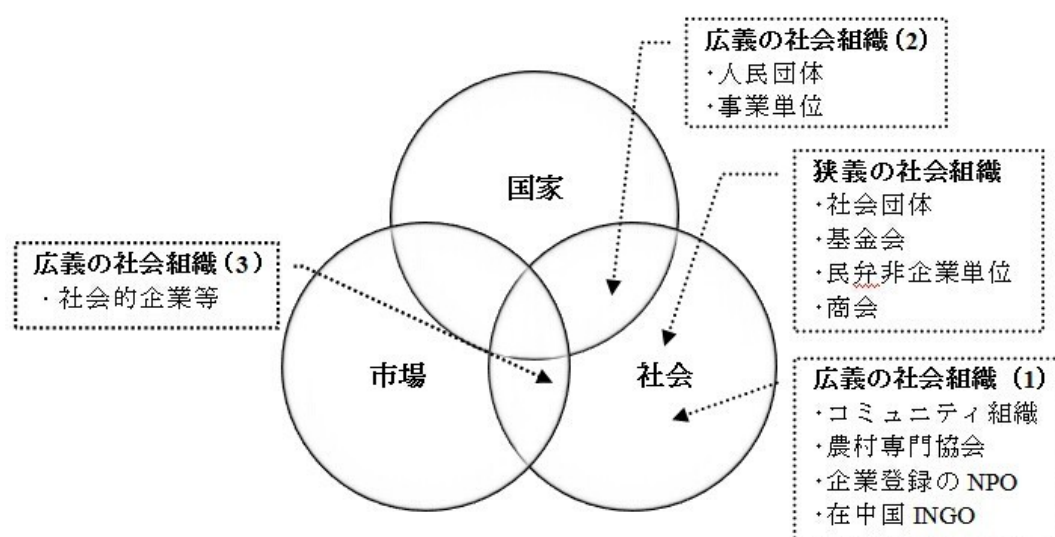 広義の社会組織（2）
・人民団体
・事業単位
国家
狭義の社会組織
・社会団体
・基金会
・民弁非企業単位
・商会
広義の社会組織（3）
・社会的企業等
市場
社会
広義の社会組織（1）
・コミュニティ組織
・農村専門協会
・企業登録の NPO
・在中国 INGO